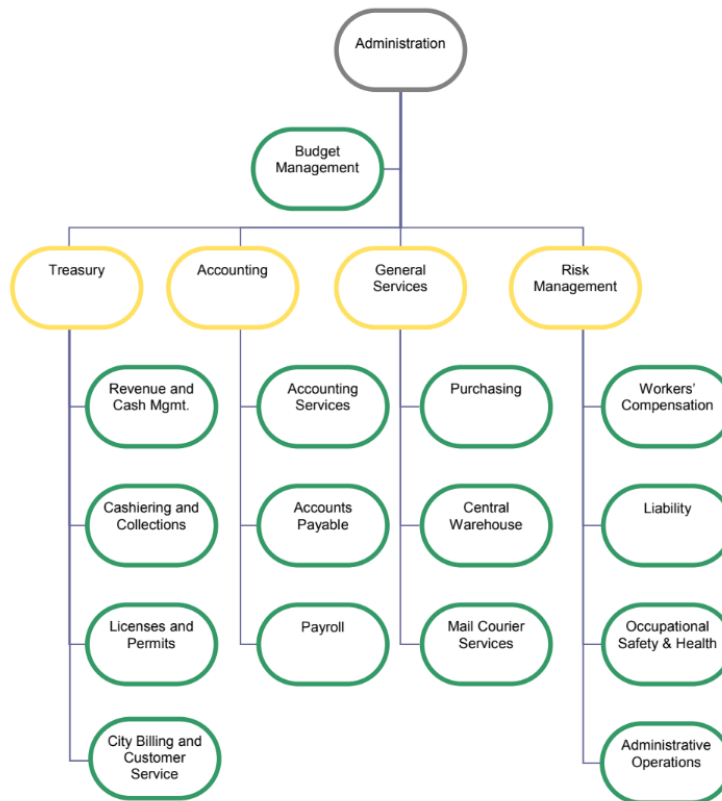 Administration
Budget
Management
Treasury
Accounting
General
Services
Risk
Management
Revenue and
Cash Mgmt.
Accounting
Services
Purchasing
Workers’
Compensation
Cashiering and
Collections
Accounts
Payable
Central
Warehouse
Liability
Licenses and
Permits
Payroll
Mail Courier
Services
Occupational
Safety & Health
City Billing and
Customer
Service
Administrative
Operations